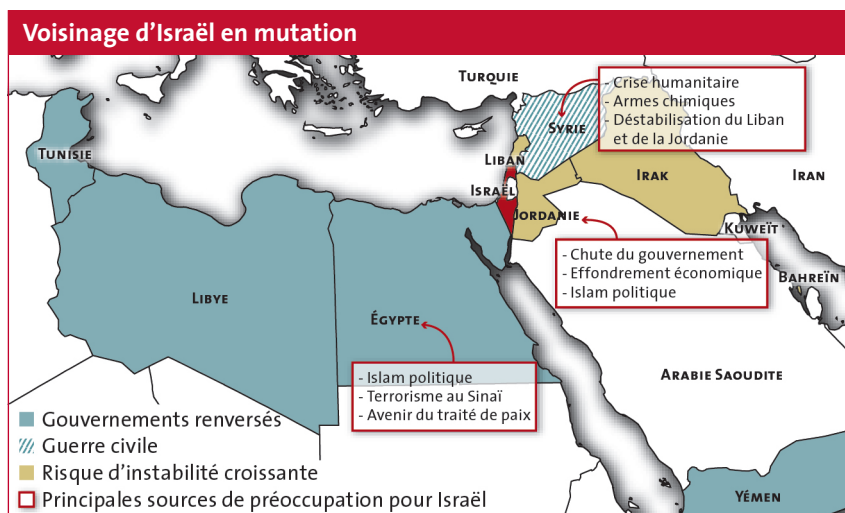 Voisinage d’Israël en mutation
Turquie
- Crise humanitaire
- Armes chimiques
- Déstabilisation du Liban
et de la Jordanie
Syrie
Tunisie
Liban
Israël
Irak
Iran
Jordanie
Kuweït
- Chute du gouvernement
- Effondrement économique
- Islam politique
Bahreïn
Libye
Égypte
Arabie Saoudite
- Islam politique
- Terrorisme au Sinaï
- Avenir du traité de paix
Gouvernements renversés
Guerre civile
Risque d’instabilité croissante
Principales sources de préoccupation pour Israël
Yémen